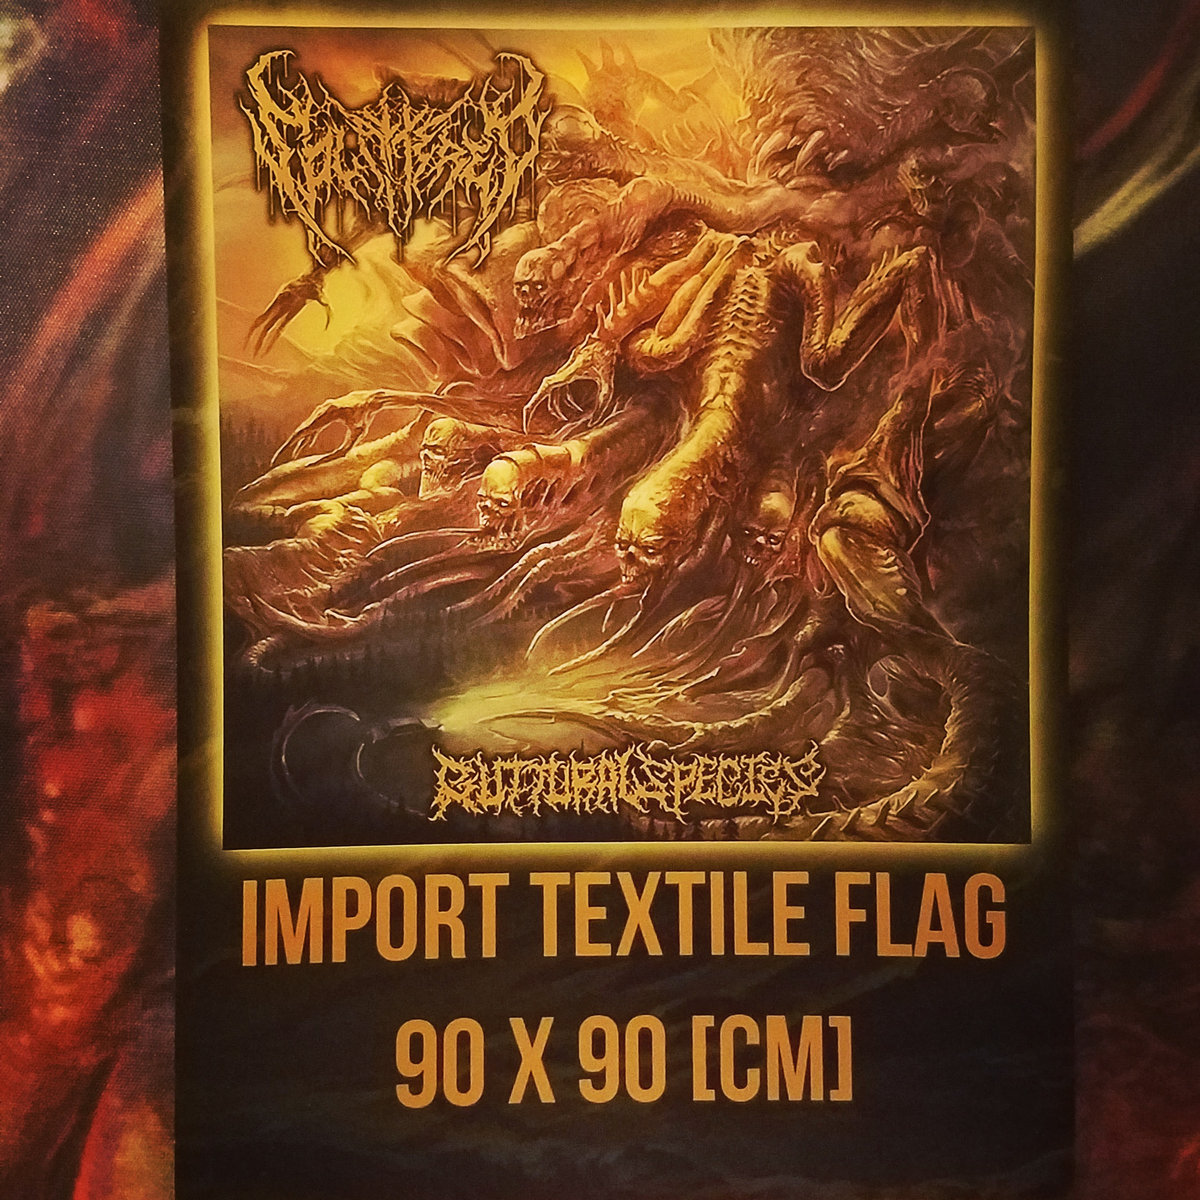 GUTTURAL SPECIES
IMPORT TEXTILE FLAG
90 X 90 [CM]